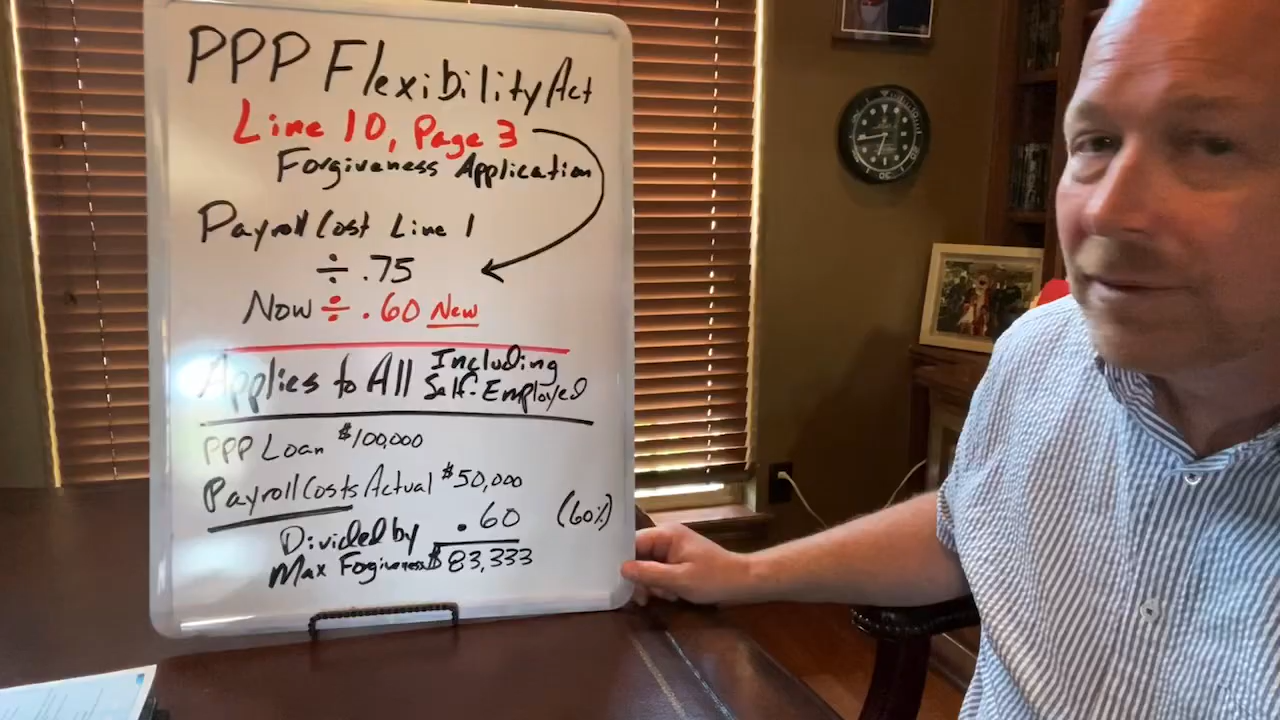 PPP Flexibility Act
Line 10, Page 3
Forgiveness Application
Payroll Cost Line 1
÷ .75
Now ÷ .60 New
Applies to All Including
Self-Employed
PPP Loan $100,000
Payroll Costs Actual $50,000
Divided by .60 (60%)
Max Forgiveness $83,333